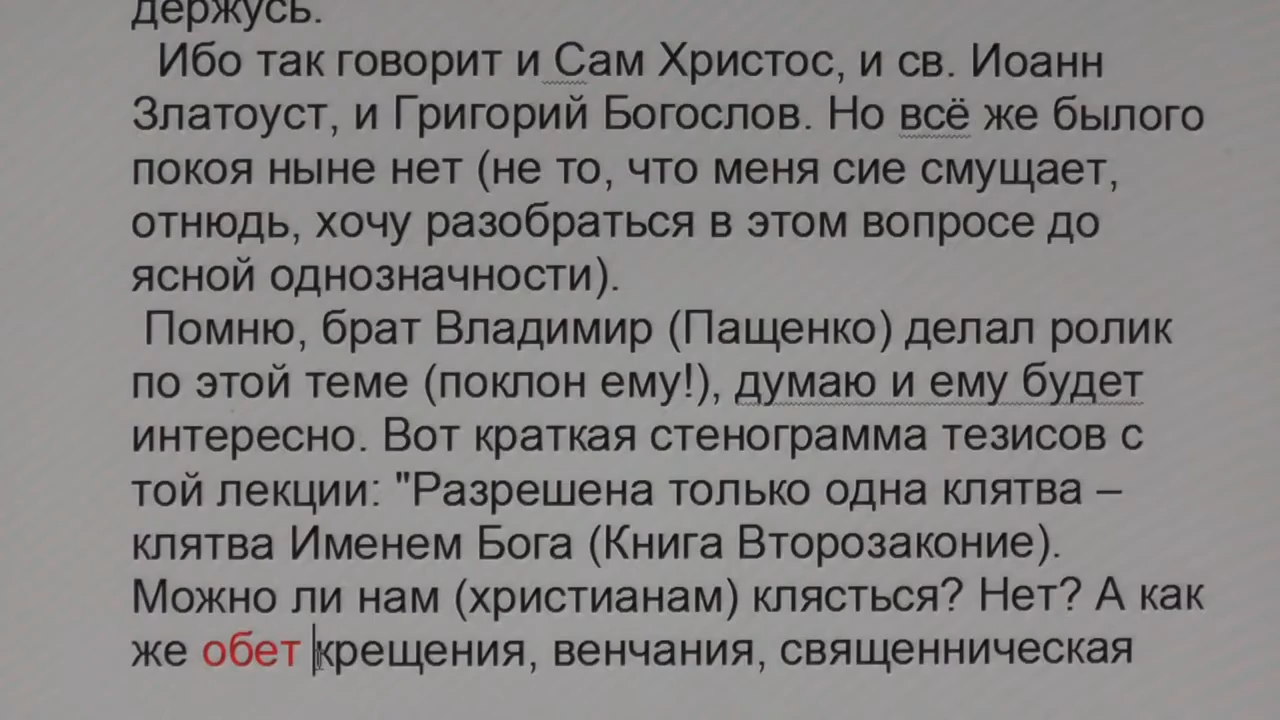 держусь.
Ибо так говорит и Сам Христос, и св. Иоанн
Златоуст, и Григорий Богослов. Но всё же былого
покоя ныне нет (не то, что меня сие смущает,
отнюдь, хочу разобраться в этом вопросе до
ясной однозначности).
Помню, брат Владимир (Пащенко) делал ролик
по этой теме (поклон ему!), думаю и ему будет
интересно. Вот краткая стенограмма тезисов с
той лекции: "Разрешена только одна клятва –
клятва Именем Бога (Книга Второзаконие).
Можно ли нам (христианам) клясться? Нет? А как
же обет крещения, венчания, священническая